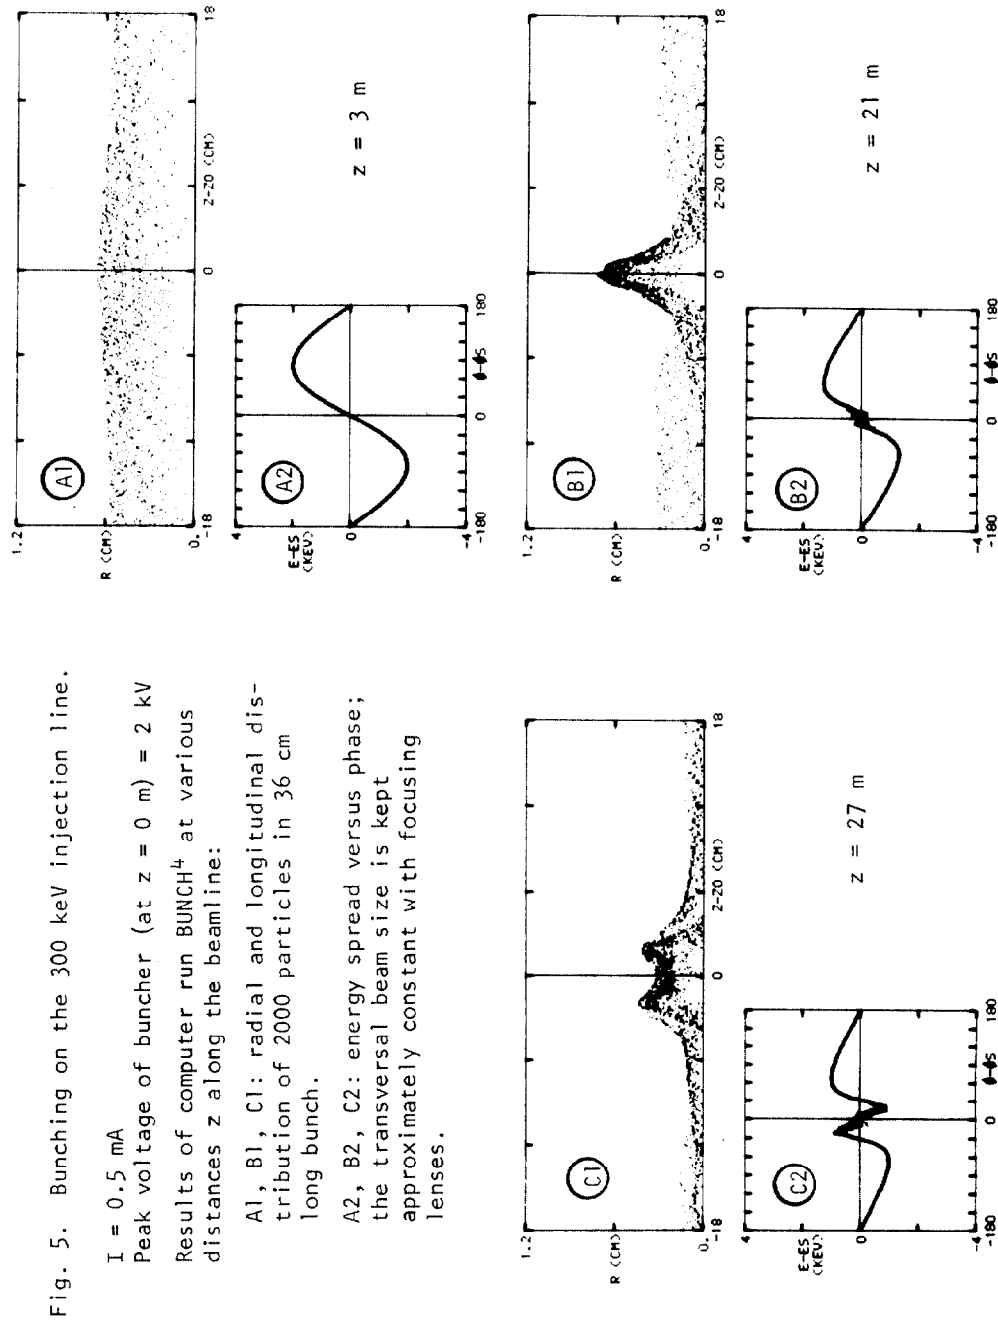 Fig. 5. Bunching on the 300 keV injection line.
I = 0.5 mA
Peak voltage of buncher (at z = 0 m) = 2 kV
Results of computer run BUNCH⁴ at various
distances z along the beamline:
A1, B1, C1: radial and longitudinal dis-
tribution of 2000 particles in 36 cm
long bunch.
A2, B2, C2: energy spread versus phase;
the transversal beam size is kept
approximately constant with focusing
lenses.
1.2
R (CM)
0.
-18
0
Z-Z0 (CM)
18
A1
4
E-ES
(KEV)
0
-4
-180
0
ϕ-ϕS
180
A2
z = 3 m
1.2
R (CM)
0.
-18
0
Z-Z0 (CM)
18
B1
4
E-ES
(KEV)
0
-4
-180
0
ϕ-ϕS
180
B2
z = 21 m
1.2
R (CM)
0.
-18
0
Z-Z0 (CM)
18
C1
4
E-ES
(KEV)
0
-4
-180
0
ϕ-ϕS
180
C2
z = 27 m